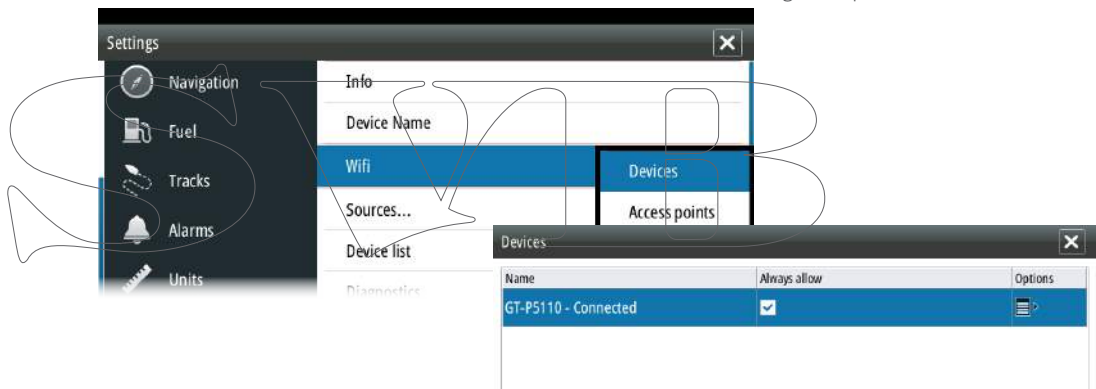 Settings
Navigation
Fuel
Tracks
Alarms
Units
Info
Device Name
Wifi
Sources...
Device list
Diagnostics
Devices
Access points
Devices
Name Always allow Options
GT-P5110 - Connected